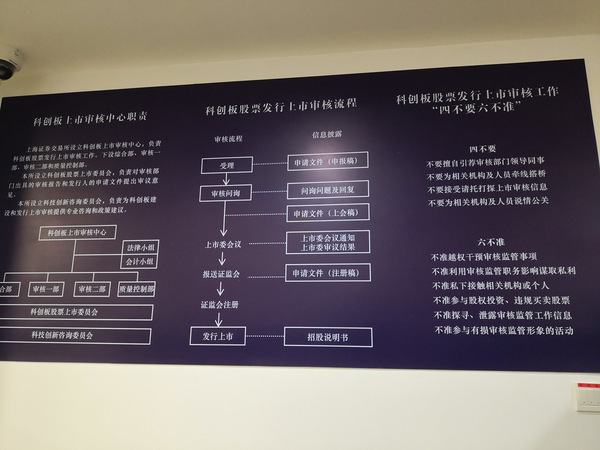 科创板上市审核中心职责
上海证券交易所设立科创板上市审核中心，负责
科创板股票发行上市审核工作。下设综合部、审核一
部、审核二部和质量控制部。
本所设立科创板股票上市委员会，负责对审核部
门出具的审核报告和发行人的申请文件提出审议意
见。
本所设立科技创新咨询委员会，负责为科创板建
设和发行上市审核提供专业咨询和政策建议。
科创板上市审核中心
法律小组
会计小组
合部
审核一部
审核二部
质量控制部
科创板股票上市委员会
科技创新咨询委员会
科创板股票发行上市审核流程
审核流程
信息披露
受理
申请文件（申报稿）
审核问询
问询问题及回复
申请文件（上会稿）
上市委会议
上市委会议通知
上市委审议结果
报送证监会
申请文件（注册稿）
证监会注册
发行上市
招股说明书
科创板股票发行上市审核工作
“四不要六不准”
四不要
不要擅自引荐审核部门领导同事
不要为相关机构及人员牵线搭桥
不要接受请托打探上市审核信息
不要为相关机构及人员说情公关
六不准
不准越权干预审核监管事项
不准利用审核监管职务影响谋取私利
不准私下接触相关机构或个人
不准参与股权投资、违规买卖股票
不准探寻、泄露审核监管工作信息
不准参与有损审核监管形象的活动